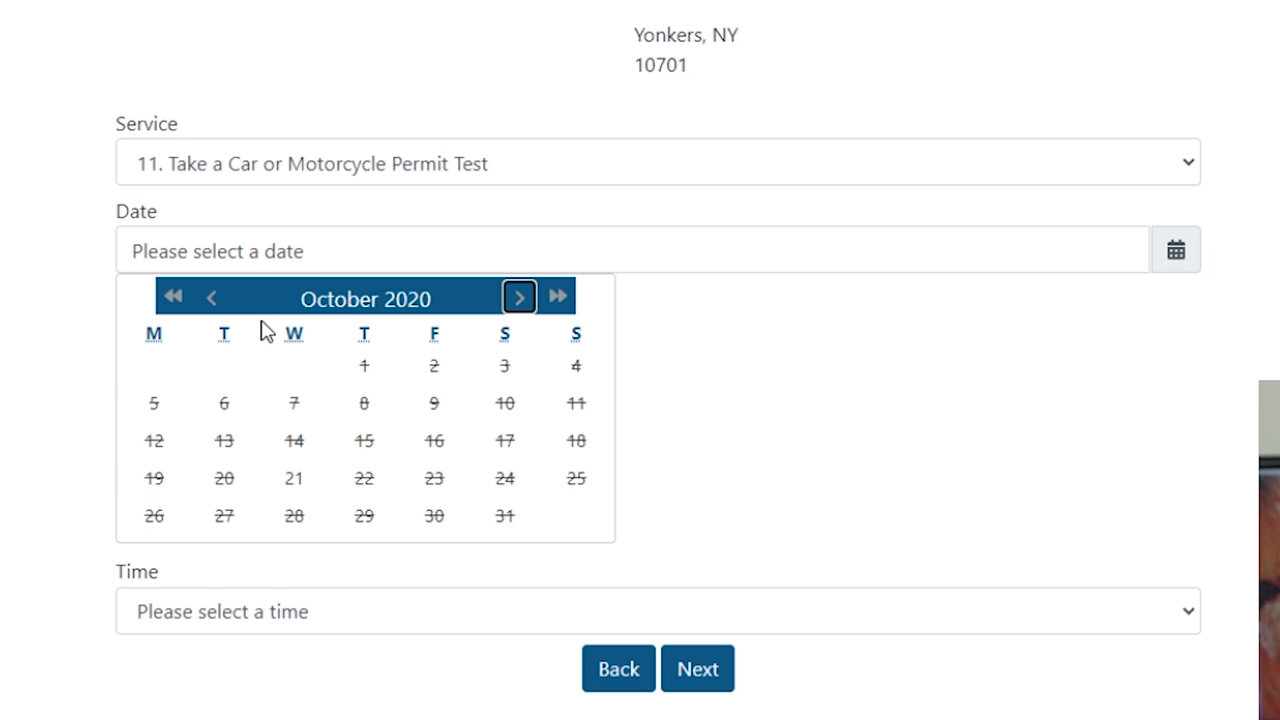 Yonkers, NY
10701
Service
11. Take a Car or Motorcycle Permit Test
Date
Please select a date
October 2020
M T W T F S S
1 2 3 4
5 6 7 8 9 10 11
12 13 14 15 16 17 18
19 20 21 22 23 24 25
26 27 28 29 30 31
Time
Please select a time
Back Next